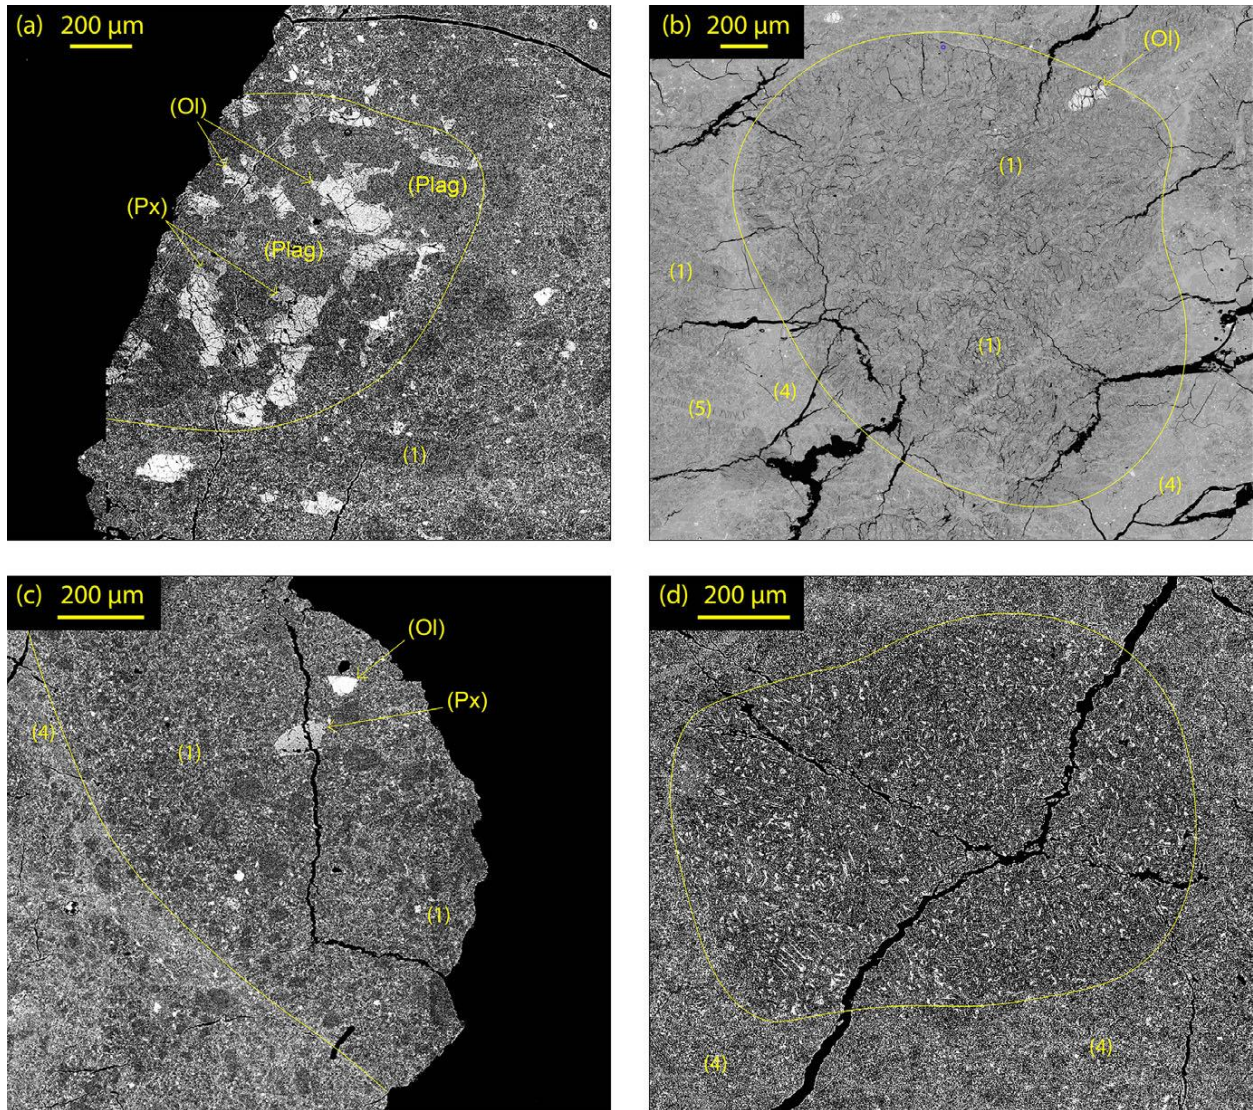 (a) 200 µm
(Ol)
(Plag)
(Px)
(Plag)
(1)
(b) 200 µm
(Ol)
(1)
(1)
(1)
(4)
(5)
(4)
(c) 200 µm
(Ol)
(Px)
(4)
(1)
(1)
(d) 200 µm
(4)
(4)